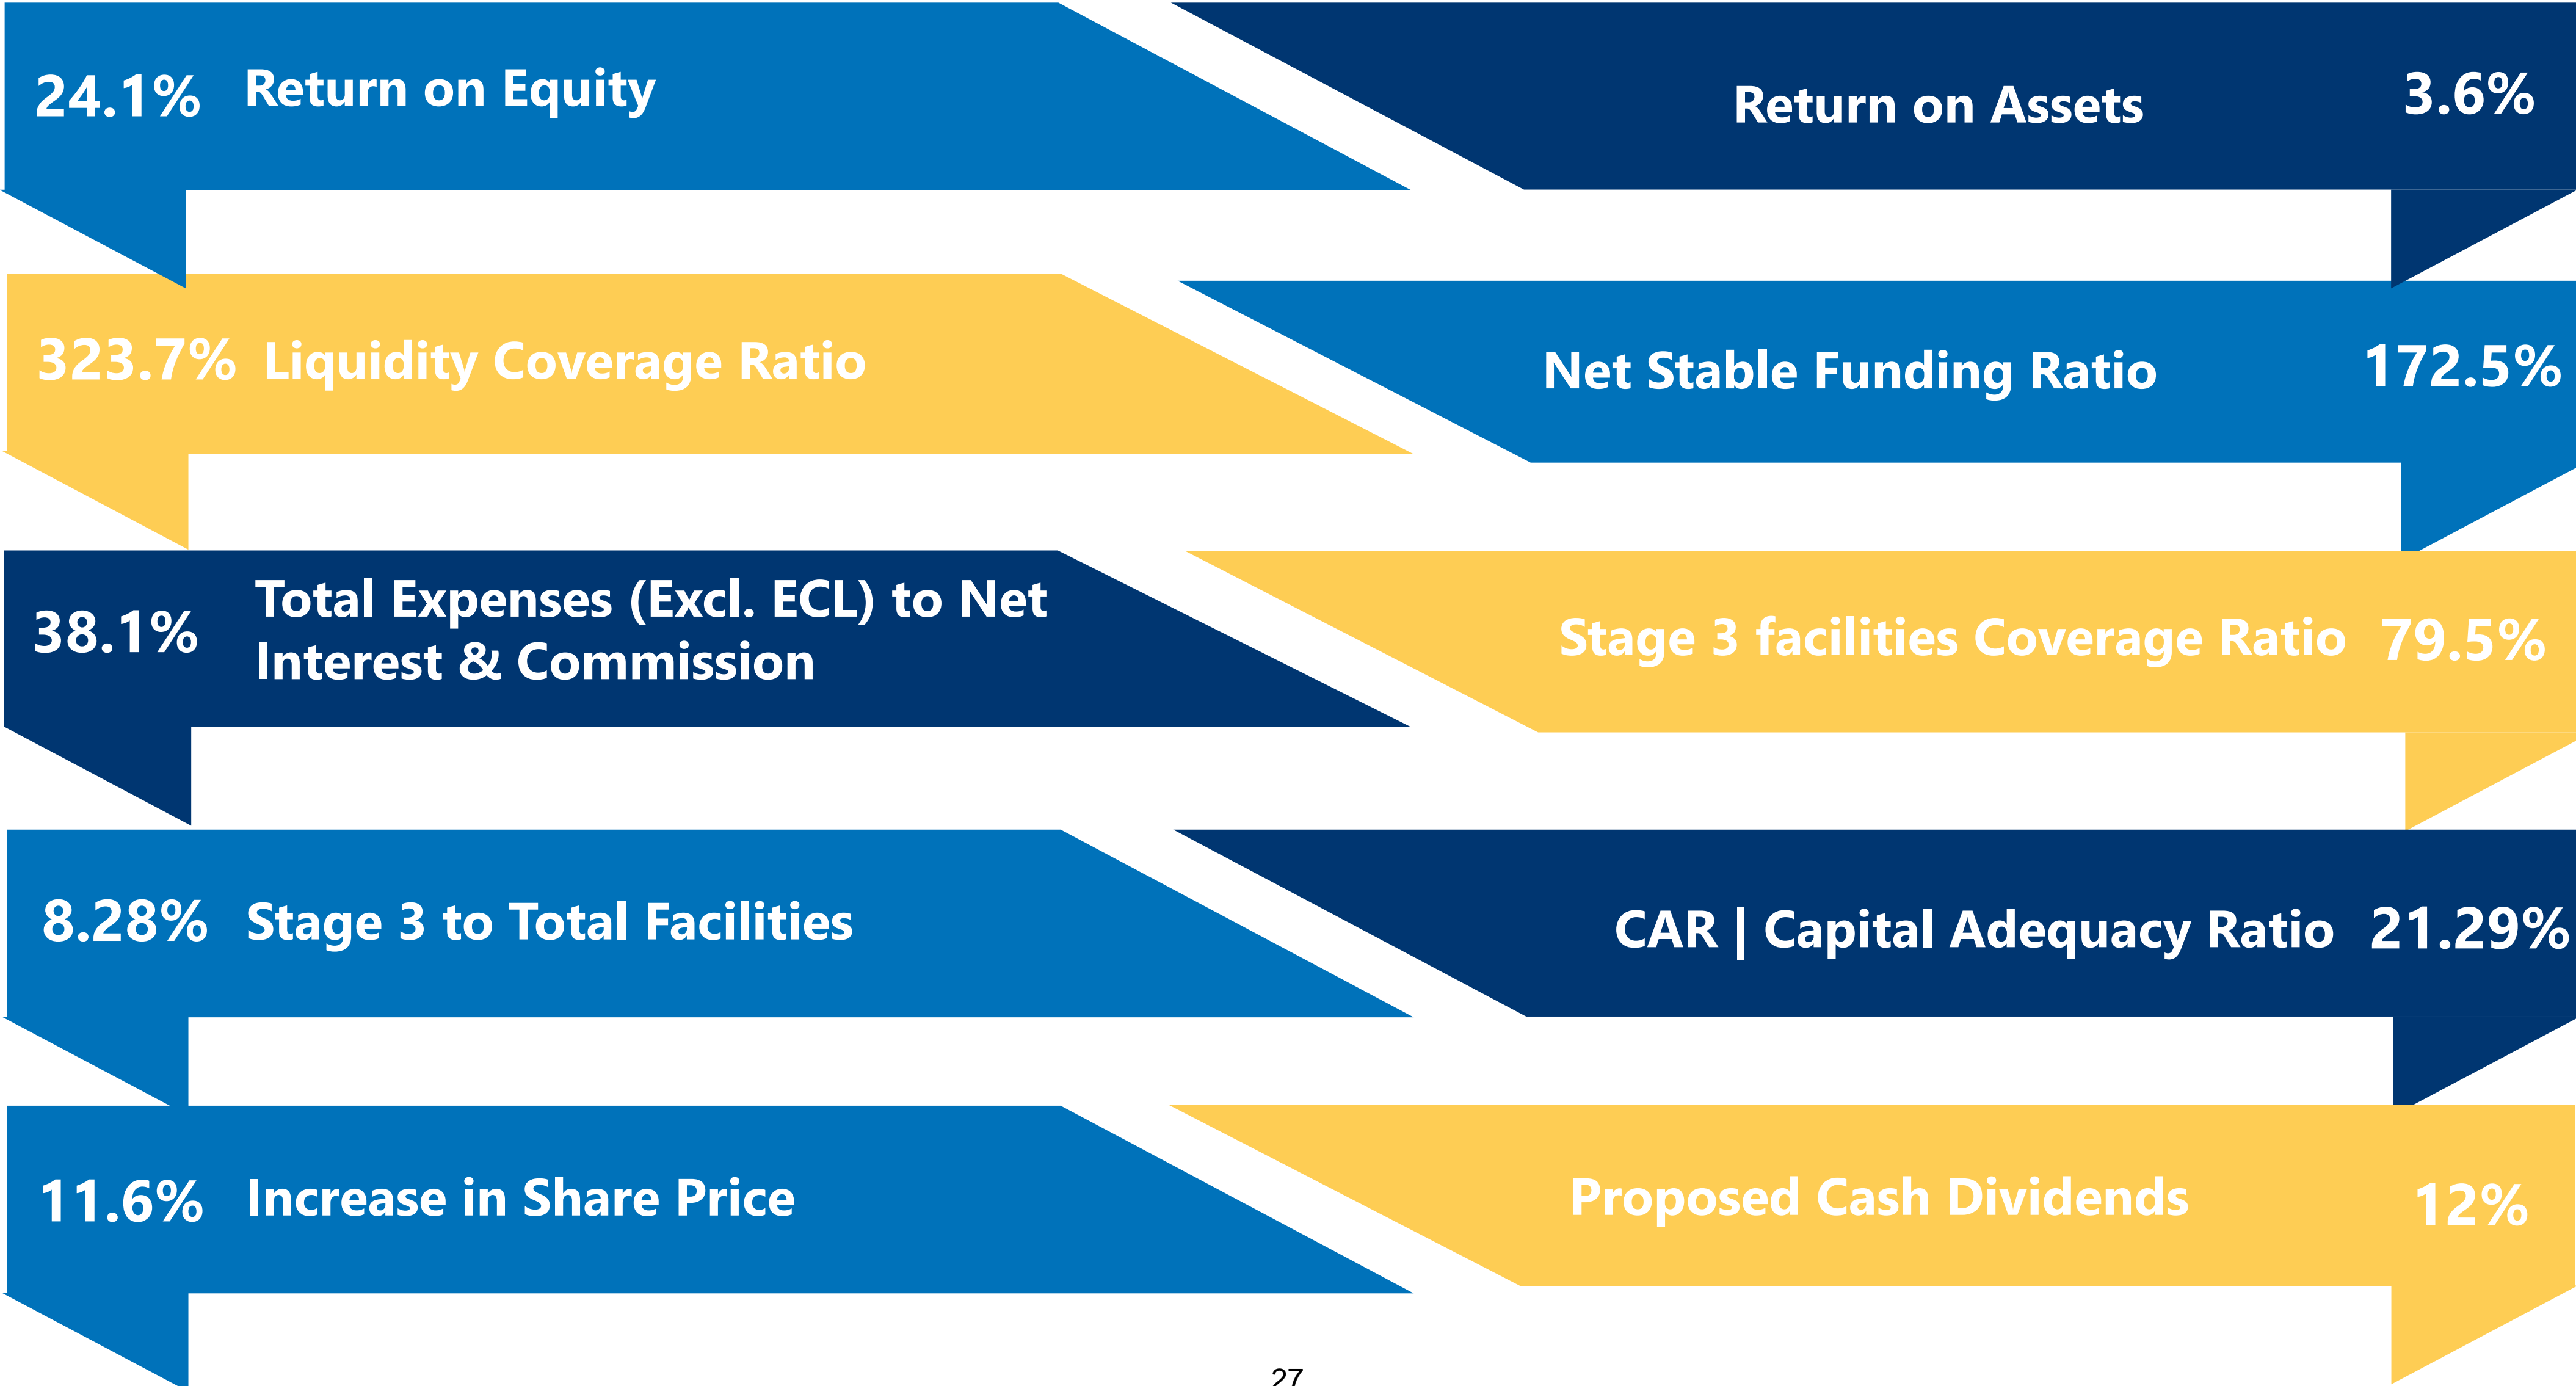 24.1% Return on Equity
Return on Assets 3.6%
323.7% Liquidity Coverage Ratio
Net Stable Funding Ratio 172.5%
38.1% Total Expenses (Excl. ECL) to Net
Interest & Commission
Stage 3 facilities Coverage Ratio 79.5%
8.28% Stage 3 to Total Facilities
CAR | Capital Adequacy Ratio 21.29%
11.6% Increase in Share Price
Proposed Cash Dividends 12%
27